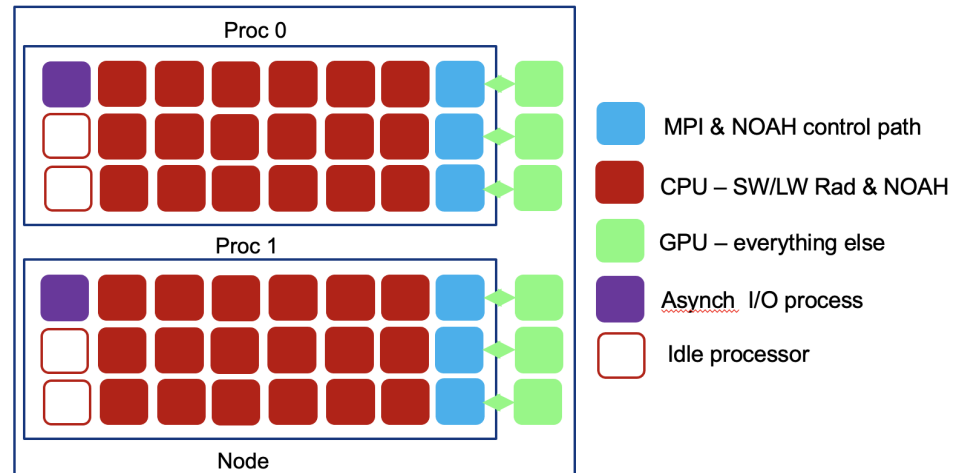 Proc 0
MPI & NOAH control path
CPU – SW/LW Rad & NOAH
GPU – everything else
Proc 1
Asynch I/O process
Idle processor
Node